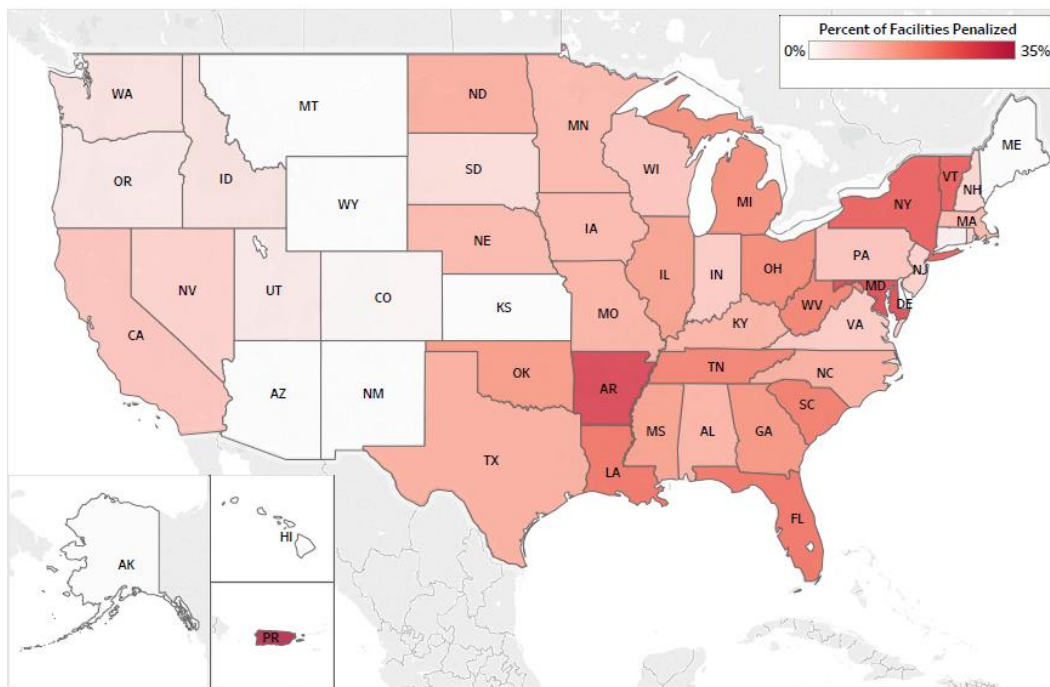 Percent of Facilities Penalized
0% 35%
WA
MT
ND
MN
ME
OR
ID
SD
WI
VT
NH
WY
MI
NY
MA
NE
IA
PA
NV
UT
CO
IL
IN
OH
NJ
CA
KS
MO
WV
MD
DE
KY
VA
AZ
NM
OK
AR
TN
NC
TX
MS
AL
GA
SC
LA
FL
AK
HI
PR